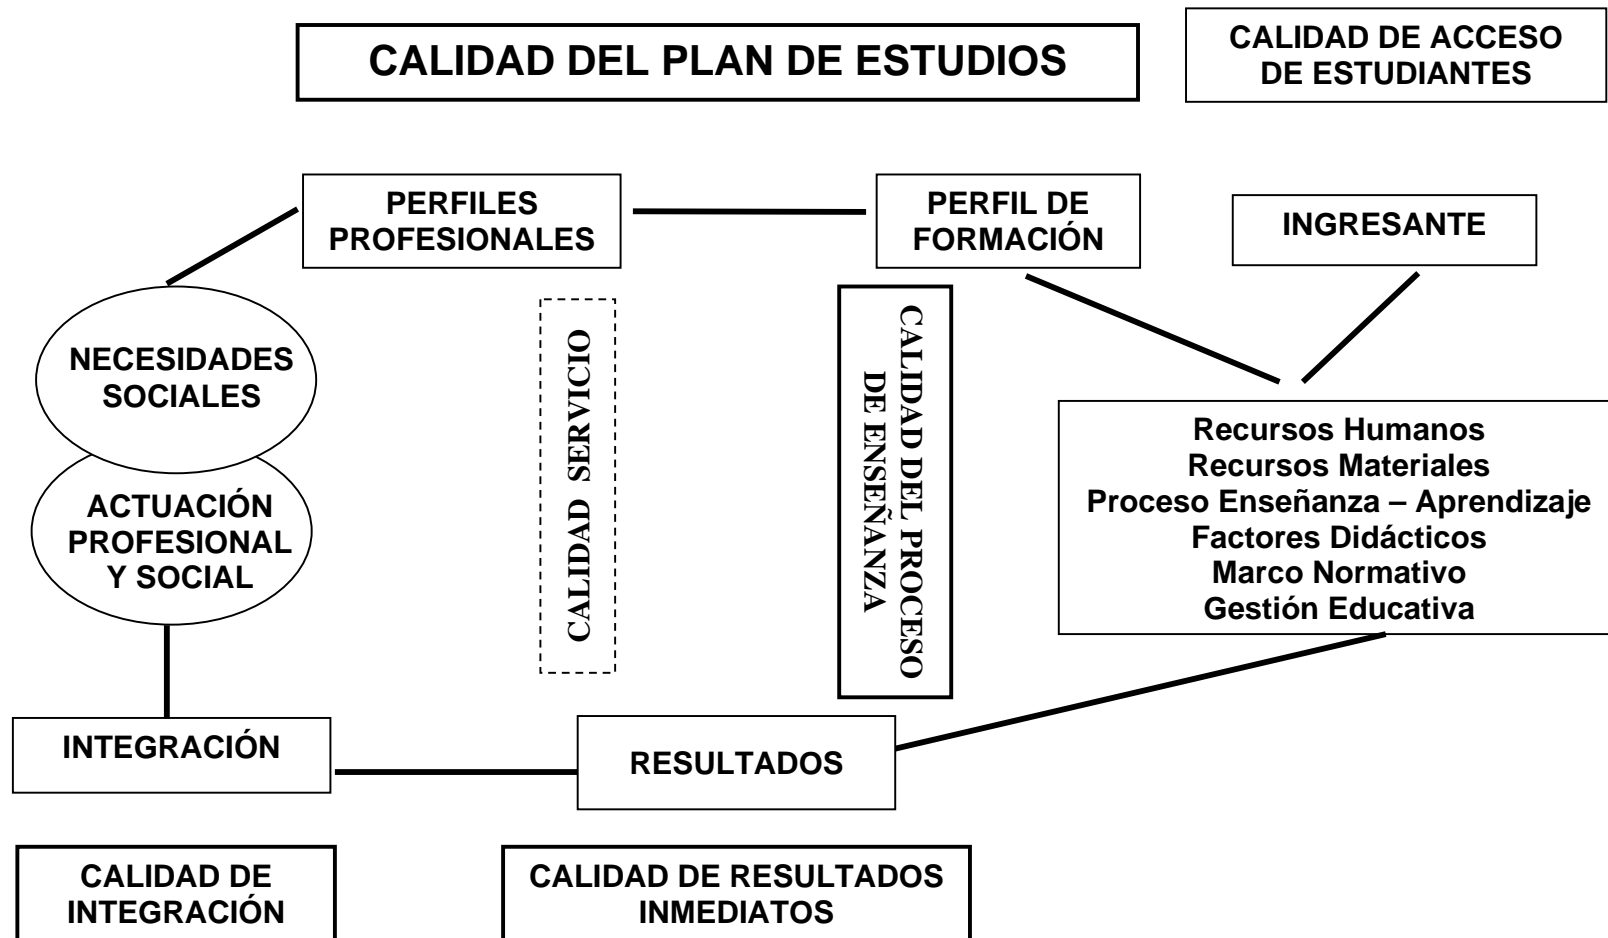 CALIDAD DEL PLAN DE ESTUDIOS
CALIDAD DE ACCESO
DE ESTUDIANTES
PERFILES
PROFESIONALES
PERFIL DE
FORMACIÓN
INGRESANTE
NECESIDADES
SOCIALES
ACTUACIÓN
PROFESIONAL
Y SOCIAL
CALIDAD SERVICIO
CALIDAD DEL PROCESO
DE ENSEÑANZA
Recursos Humanos
Recursos Materiales
Proceso Enseñanza – Aprendizaje
Factores Didácticos
Marco Normativo
Gestión Educativa
INTEGRACIÓN
RESULTADOS
CALIDAD DE
INTEGRACIÓN
CALIDAD DE RESULTADOS
INMEDIATOS